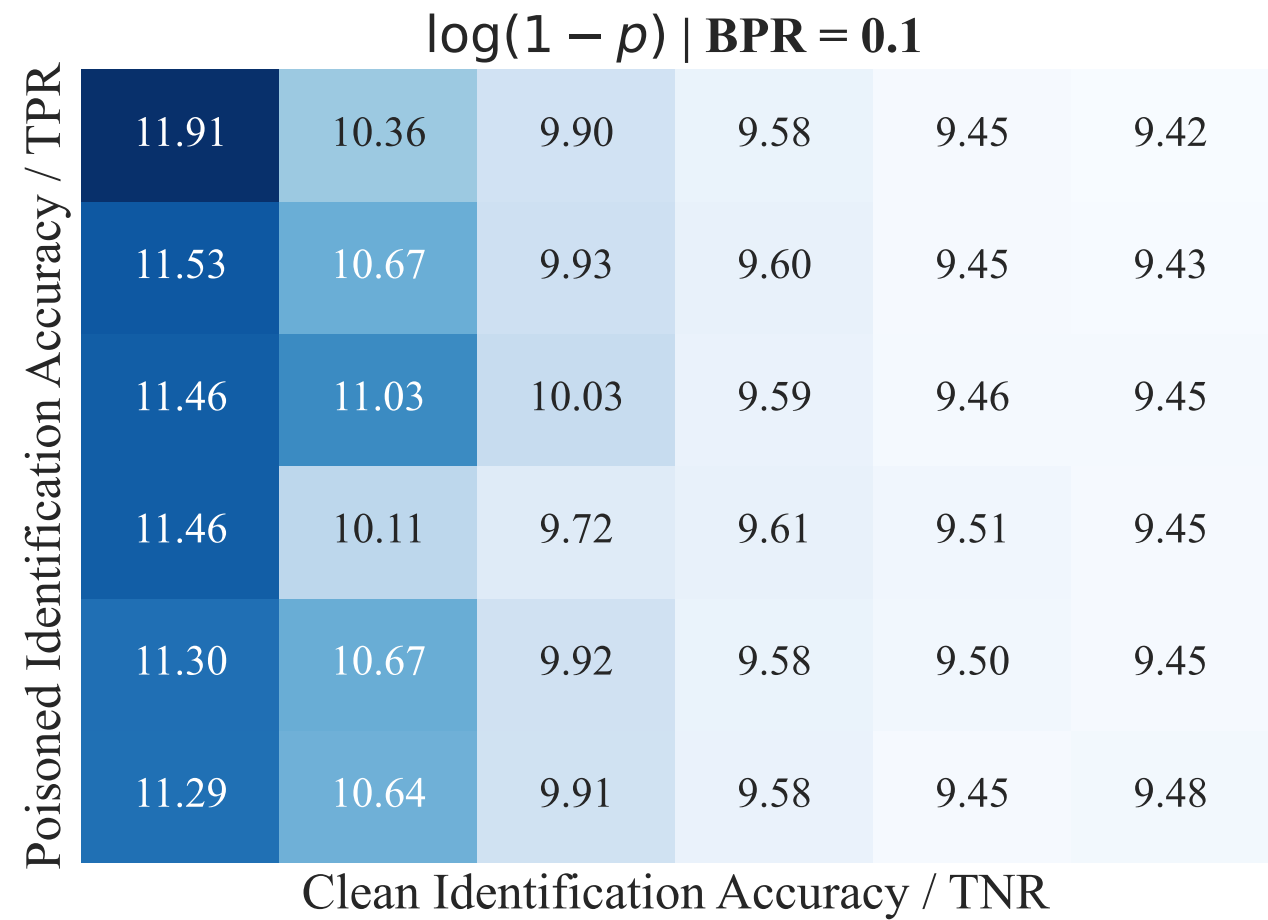 log(1 − p) | BPR = 0.1
Poisoned Identification Accuracy / TPR
11.91 10.36 9.90 9.58 9.45 9.42
11.53 10.67 9.93 9.60 9.45 9.43
11.46 11.03 10.03 9.59 9.46 9.45
11.46 10.11 9.72 9.61 9.51 9.45
11.30 10.67 9.92 9.58 9.50 9.45
11.29 10.64 9.91 9.58 9.45 9.48
Clean Identification Accuracy / TNR